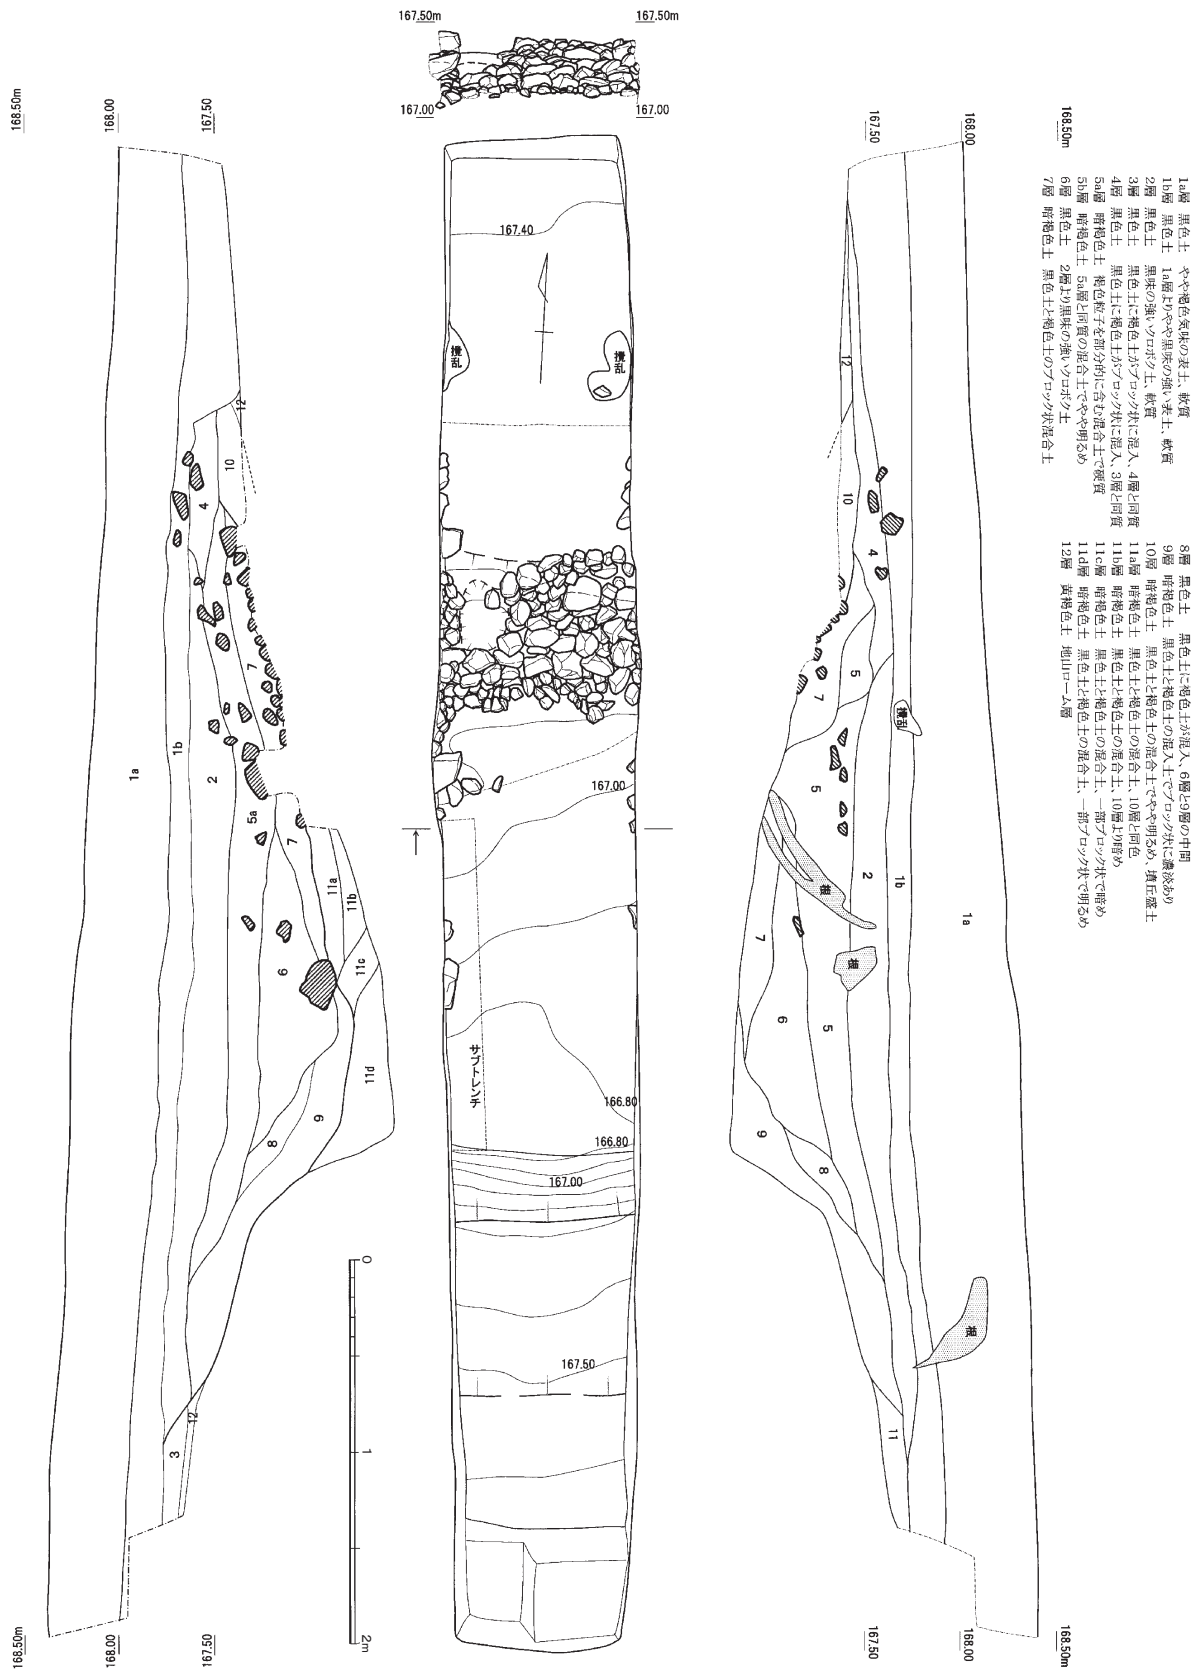 167.50m
167.50m
167.00
167.00
168.50m
168.00
167.50
167.50
168.00
168.50m
1a層 黒色土 やや褐色気味の表土、軟質
1b層 黒色土 1a層よりやや黒味の強い表土、軟質
2層 黒色土 黒味の強いクロボク土、軟質
3層 黒色土 黒色土に褐色土がブロック状に混入、4層と同質
4層 黒色土 黒色土に褐色土がブロック状に混入、3層と同質
5a層 暗褐色土 褐色粒子を部分的に含む混合土で硬質
5b層 暗褐色土 5a層と同質の混合土でやや明るめ
6層 黒色土 2層より黒味の強いクロボク土
7層 暗褐色土 黒色土と褐色土のブロック状混合土
8層 黒色土 黒色土に褐色土が混入、6層と9層の中間
9層 暗褐色土 黒色土と褐色土の混入土でブロック状に濃淡あり
10層 暗褐色土 黒色土と褐色土の混合土でやや明るめ、墳丘盛土
11a層 暗褐色土 黒色土と褐色土の混合土、10層と同色
11b層 暗褐色土 黒色土と褐色土の混合土、10層より暗め
11c層 暗褐色土 黒色土と褐色土の混合土、一部ブロック状で暗め
11d層 暗褐色土 黒色土と褐色土の混合土、一部ブロック状で明るめ
12層 黄褐色土 地山ローム層
1a
1b
2
4
10
12
7
5a
7
11a
11b
11c
11d
6
8
9
12
3
167.40
攪乱
攪乱
167.00
サブトレンチ
166.80
166.80
167.00
167.50
12
10
4
5
7
攪乱
5
根
2
1b
1a
根
7
6
5
9
8
根
11
0
1
2m
168.50m
168.00
167.50
167.50
168.00
168.50m